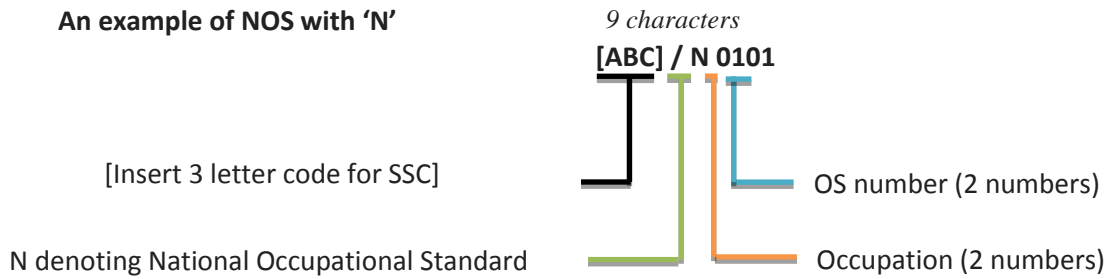 An example of NOS with ‘N’
9 characters
[ABC] / N 0101
[Insert 3 letter code for SSC]
OS number (2 numbers)
N denoting National Occupational Standard
Occupation (2 numbers)